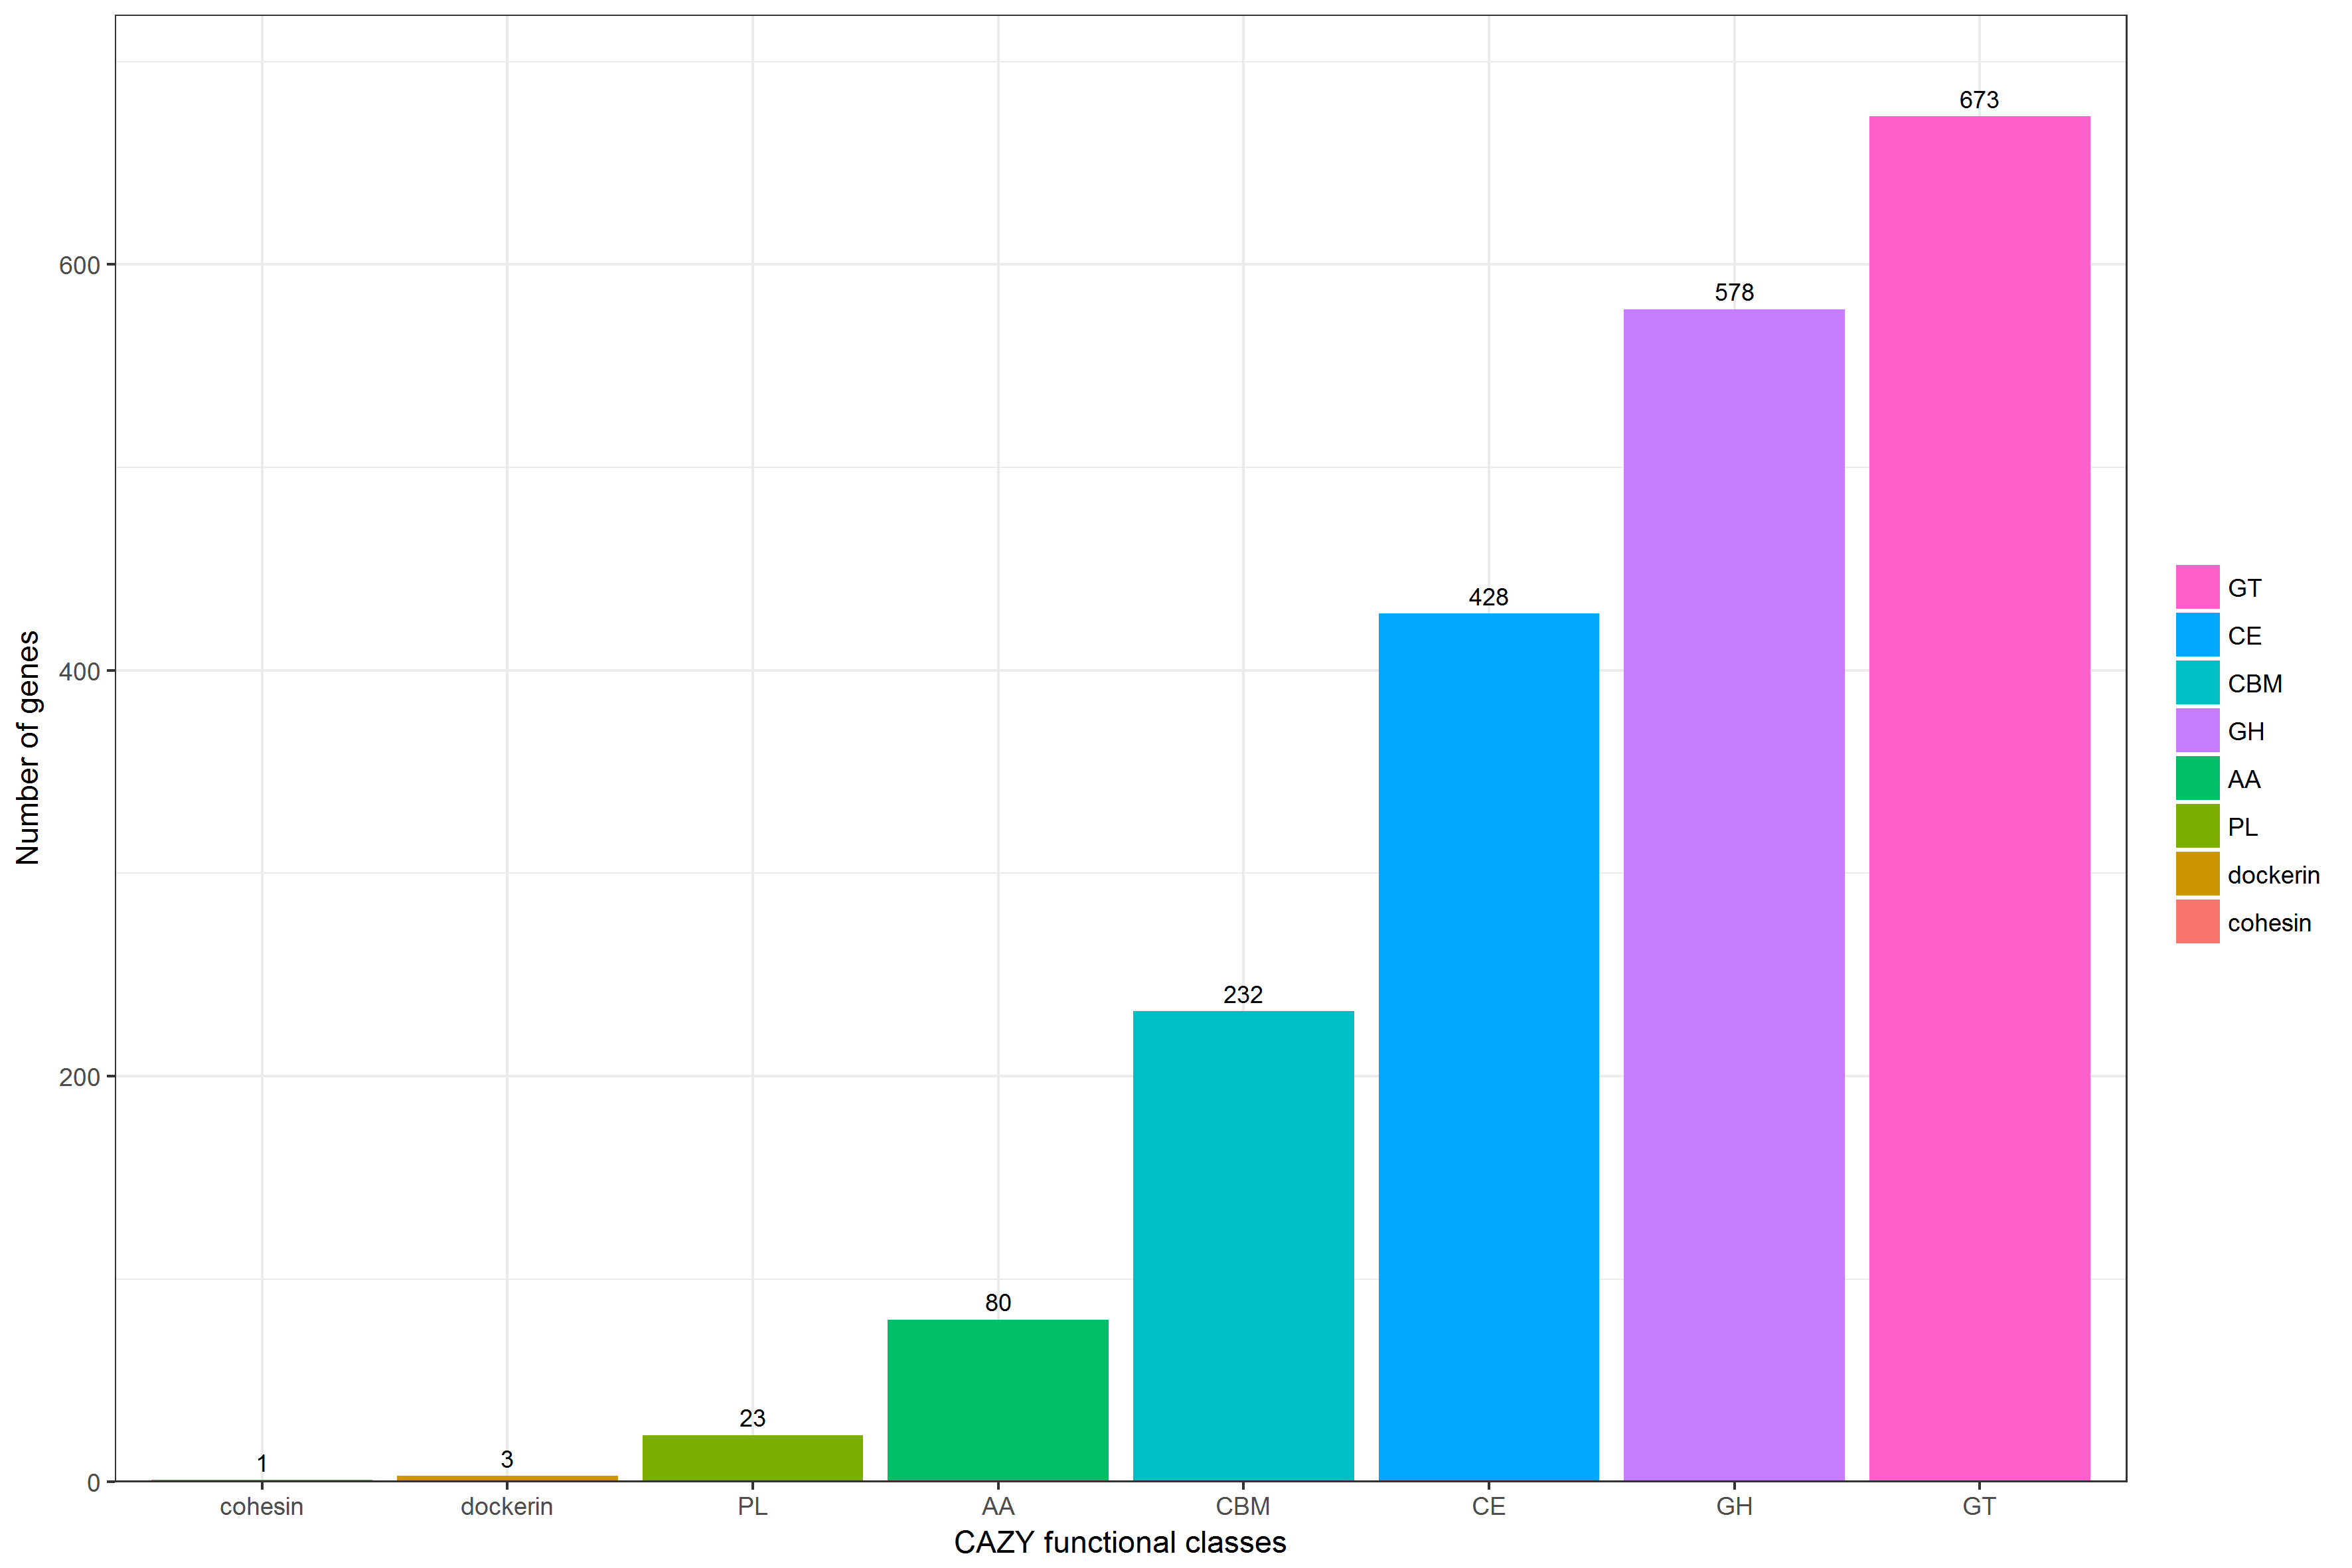 673
600
578
428
400
232
200
80
23
3
1
0
Number of genes
cohesin
dockerin
PL
AA
CBM
CE
GH
GT
CAZY functional classes
GT
CE
CBM
GH
AA
PL
dockerin
cohesin